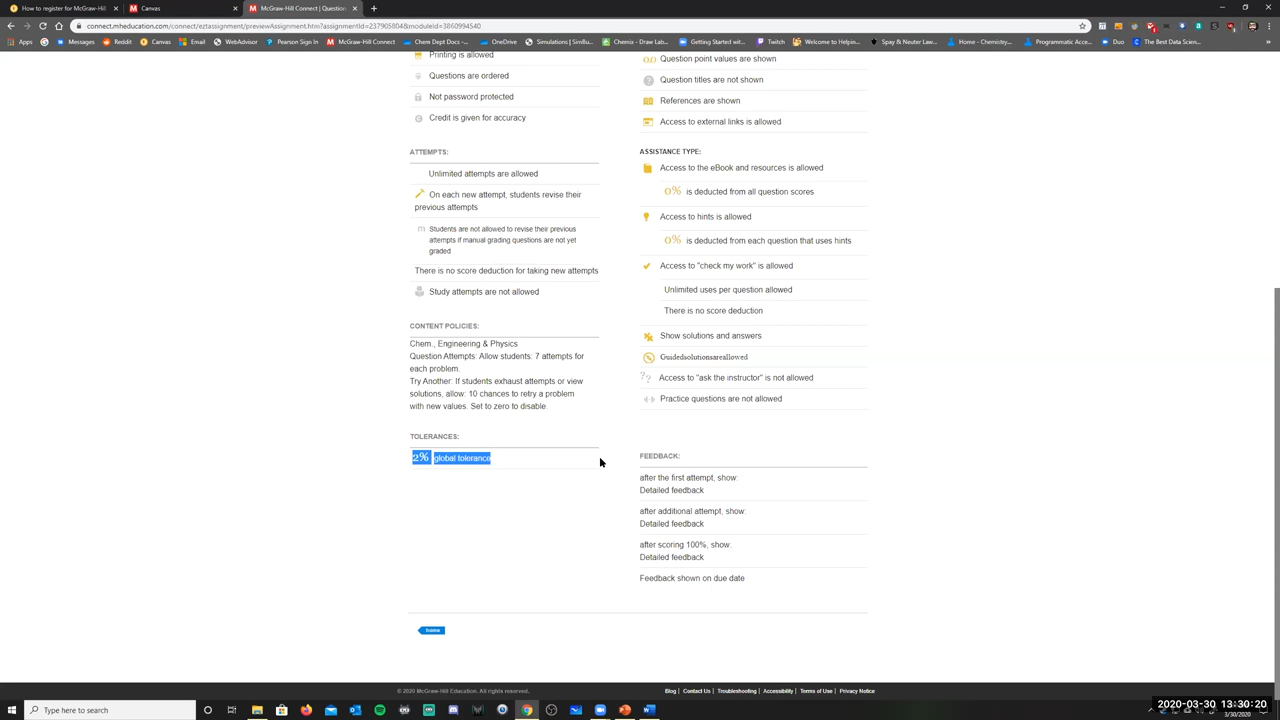 How to register for McGraw-Hill
Canvas
McGraw-Hill Connect | Question
connect.mheducation.com/connect/eztassignment/previewAssignment.htm?assignmentId=237905804&moduleId=3860994540
Apps
Messages
Reddit
Canvas
Email
WebAdvisor
Pearson Sign In
McGraw-Hill Connect
Chem Dept Docs -...
OneDrive
Simulations | Simbu...
Chemix - Draw Lab...
Getting Started wit...
Twitch
Welcome to Helpin...
Spay & Neuter Law...
Home - Chemistry...
Programmatic Acce...
Duo
The Best Data Scien...
Printing is allowed
Questions are ordered
Not password protected
Credit is given for accuracy
ATTEMPTS:
Unlimited attempts are allowed
On each new attempt, students revise their
previous attempts
Students are not allowed to revise their previous
attempts if manual grading questions are not yet
graded
There is no score deduction for taking new attempts
Study attempts are not allowed
CONTENT POLICIES:
Chem., Engineering & Physics
Question Attempts: Allow students: 7 attempts for
each problem.
Try Another: If students exhaust attempts or view
solutions, allow: 10 chances to retry a problem
with new values. Set to zero to disable.
TOLERANCES:
2% global tolerance
Question point values are shown
Question titles are not shown
References are shown
Access to external links is allowed
ASSISTANCE TYPE:
Access to the eBook and resources is allowed
0% is deducted from all question scores
Access to hints is allowed
0% is deducted from each question that uses hints
Access to "check my work" is allowed
Unlimited uses per question allowed
There is no score deduction
Show solutions and answers
Guidedsolutionsareallowed
Access to "ask the instructor" is not allowed
Practice questions are not allowed
FEEDBACK:
after the first attempt, show:
Detailed feedback
after additional attempt, show:
Detailed feedback
after scoring 100%, show:
Detailed feedback
Feedback shown on due date
home
© 2020 McGraw-Hill Education. All rights reserved.
Blog | Contact Us | Troubleshooting | Accessibility | Terms of Use | Privacy Notice
Type here to search
2020-03-30 13:30:20
3/30/2020